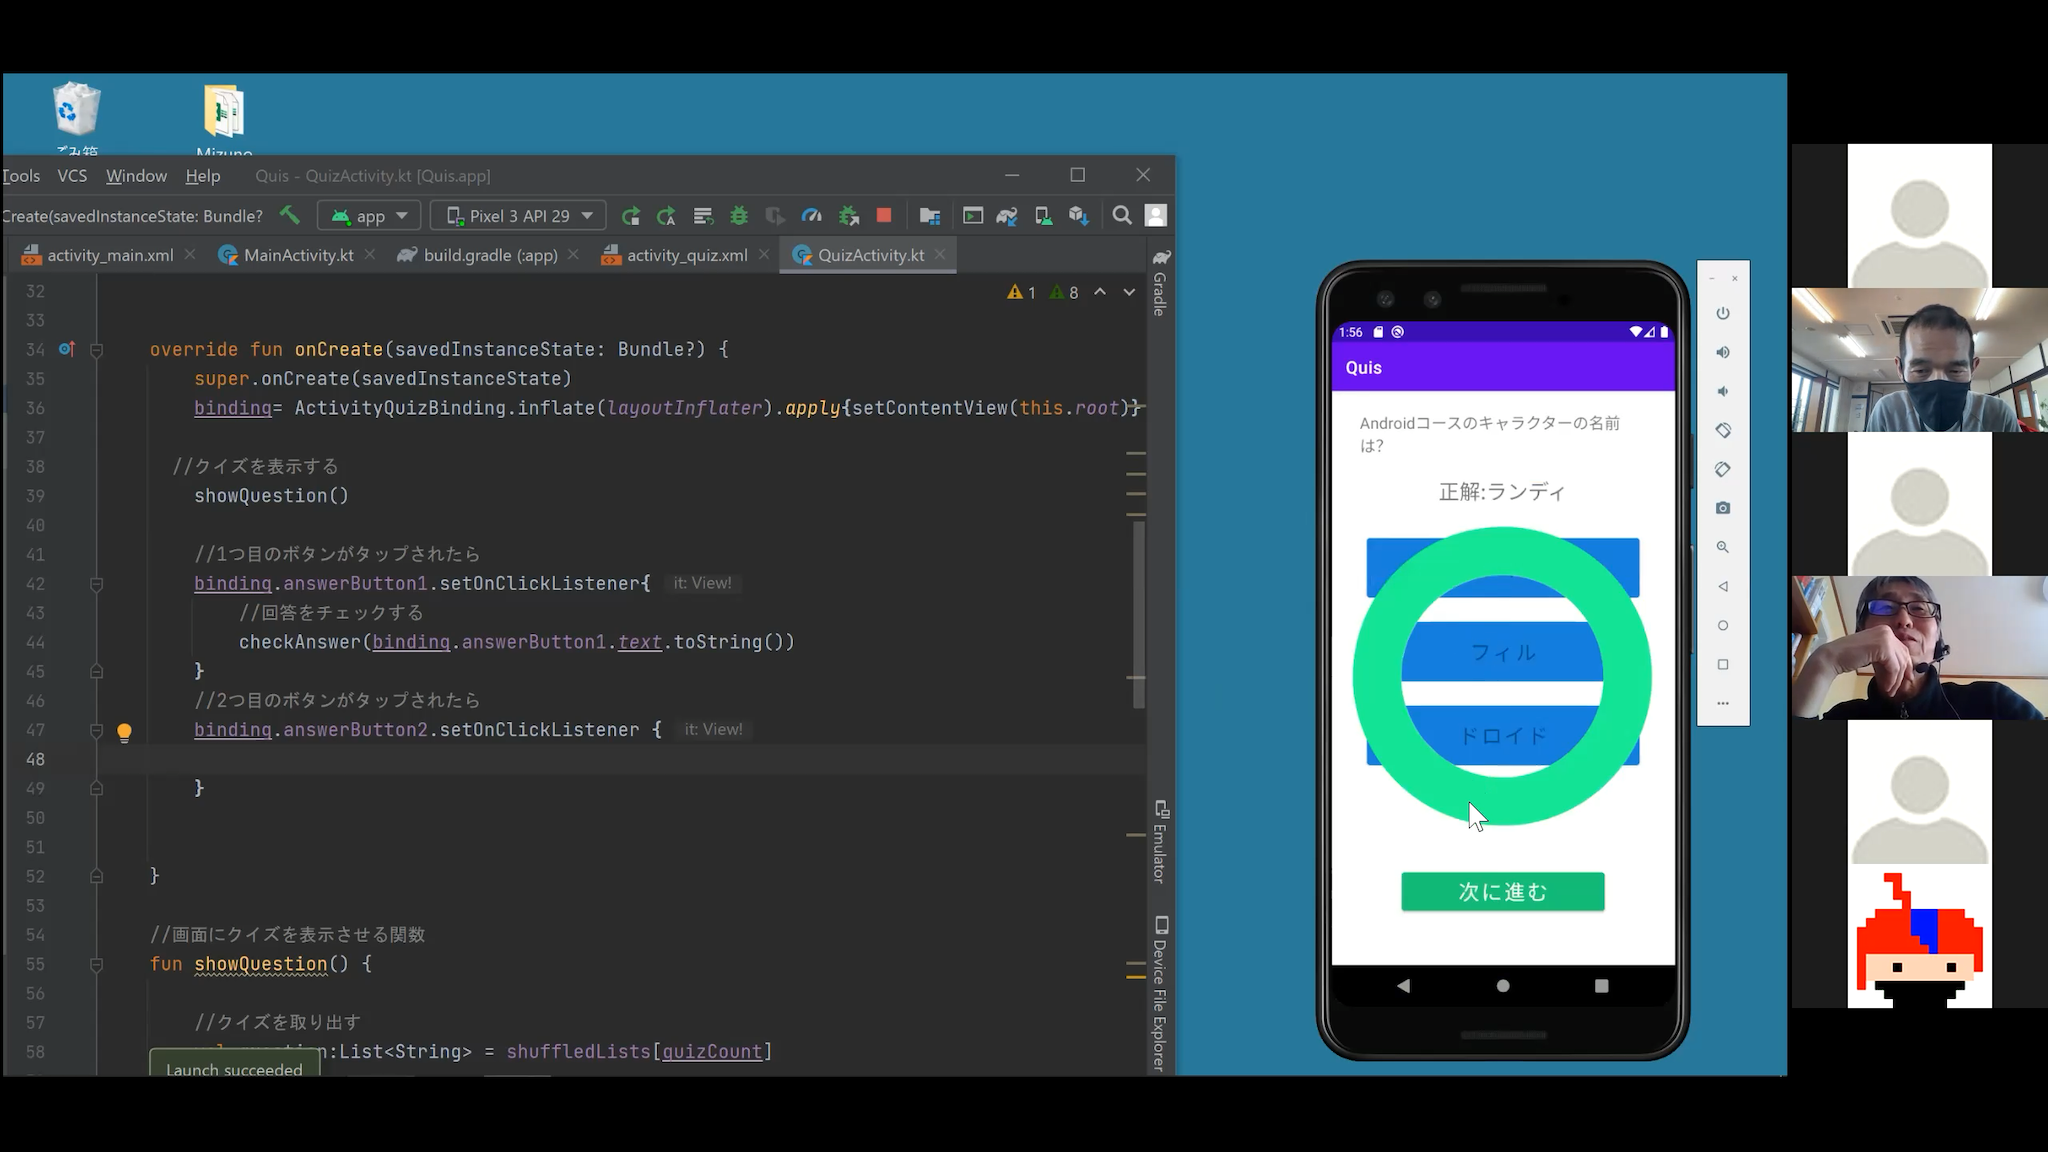 ごみ箱
Mizuno
Tools VCS Window Help Quis - QuizActivity.kt [Quis.app]
Create(savedInstanceState: Bundle? app Pixel 3 API 29
activity_main.xml MainActivity.kt build.gradle (:app) activity_quiz.xml QuizActivity.kt
1 8
32
33
34 override fun onCreate(savedInstanceState: Bundle?) {
35 super.onCreate(savedInstanceState)
36 binding= ActivityQuizBinding.inflate(layoutInflater).apply{setContentView(this.root)}
37
38 //クイズを表示する
39 showQuestion()
40
41 //1つ目のボタンがタップされたら
42 binding.answerButton1.setOnClickListener{ it: View!
43 //回答をチェックする
44 checkAnswer(binding.answerButton1.text.toString())
45 }
46 //2つ目のボタンがタップされたら
47 binding.answerButton2.setOnClickListener { it: View!
48
49 }
50
51
52 }
53
54 //画面にクイズを表示させる関数
55 fun showQuestion() {
56
57 //クイズを取り出す
58 n:List<String> = shuffledLists[quizCount]
Launch succeeded
Gradle
Emulator
Device File Explorer
1:56
Quis
Androidコースのキャラクターの名前
は?
正解:ランディ
フィル
ドロイド
次に進む